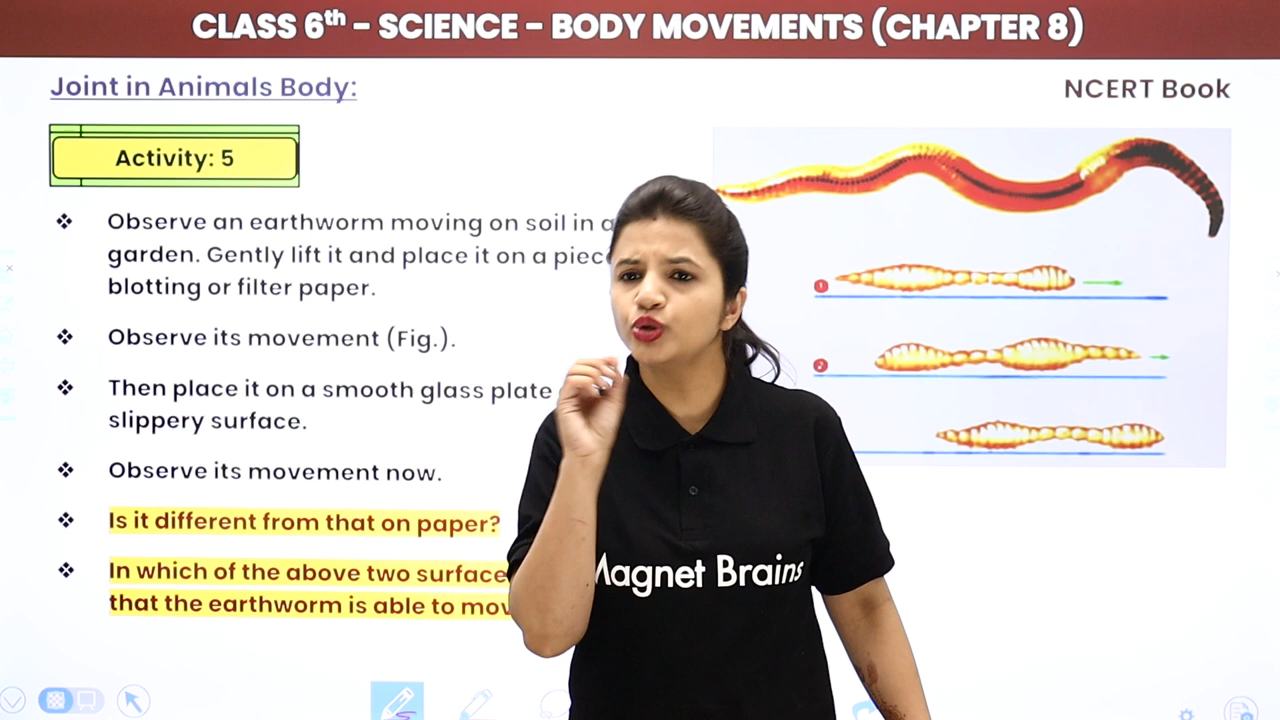 CLASS 6th - SCIENCE - BODY MOVEMENTS (CHAPTER 8)
Joint in Animals Body:
NCERT Book
Activity: 5
❖ Observe an earthworm moving on soil in a
garden. Gently lift it and place it on a
blotting or filter paper.
❖ Observe its movement (Fig.).
❖ Then place it on a smooth glass plate
slippery surface.
❖ Observe its movement now.
❖ Is it different from that on paper?
❖ In which of the above two surface
that the earthworm is able to
1
2
Magnet Brains